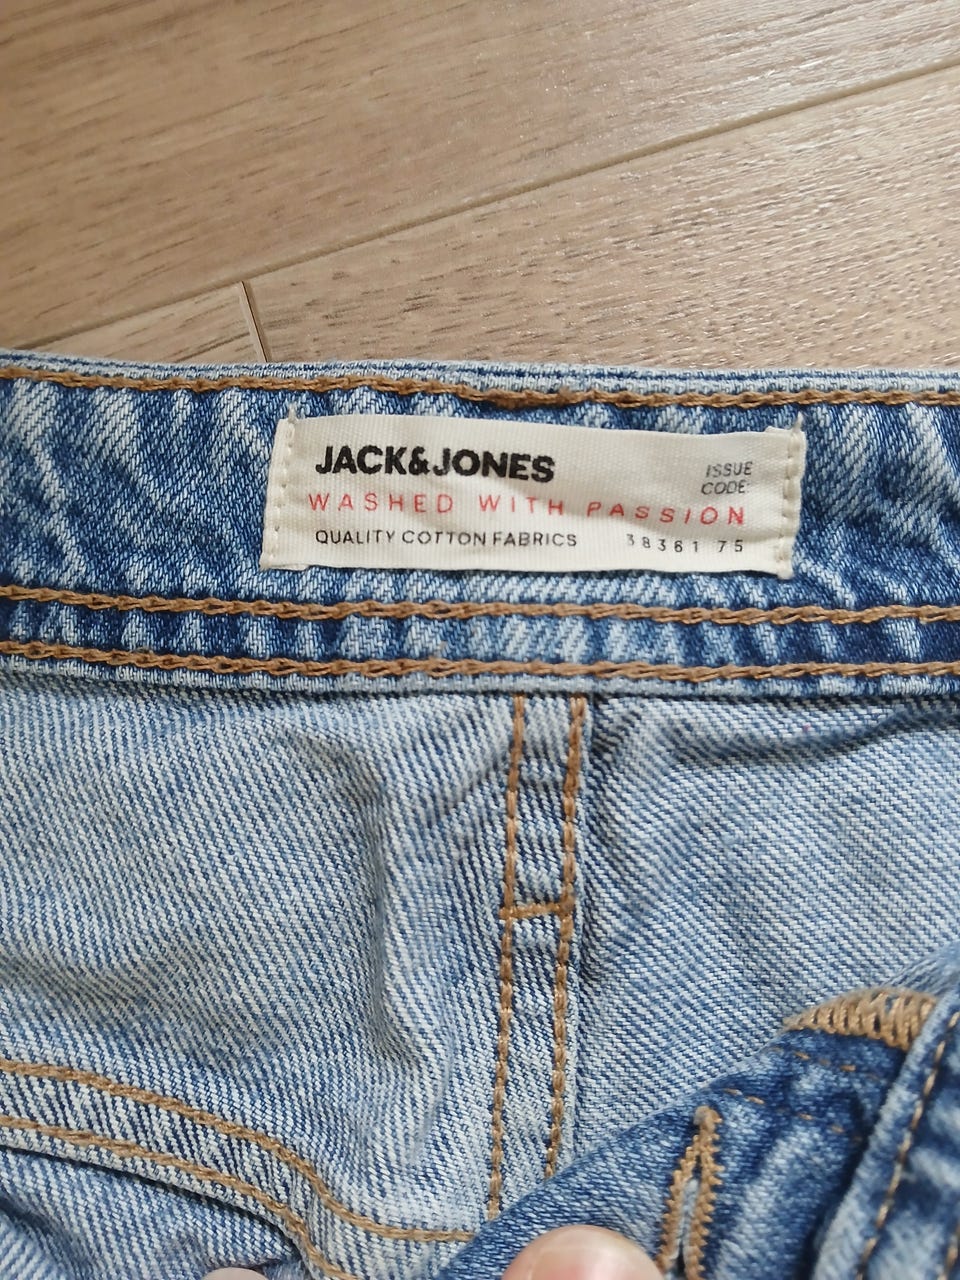 JACK&JONES
ISSUE
CODE:
WASHED WITH PASSION
QUALITY COTTON FABRICS 38361 75